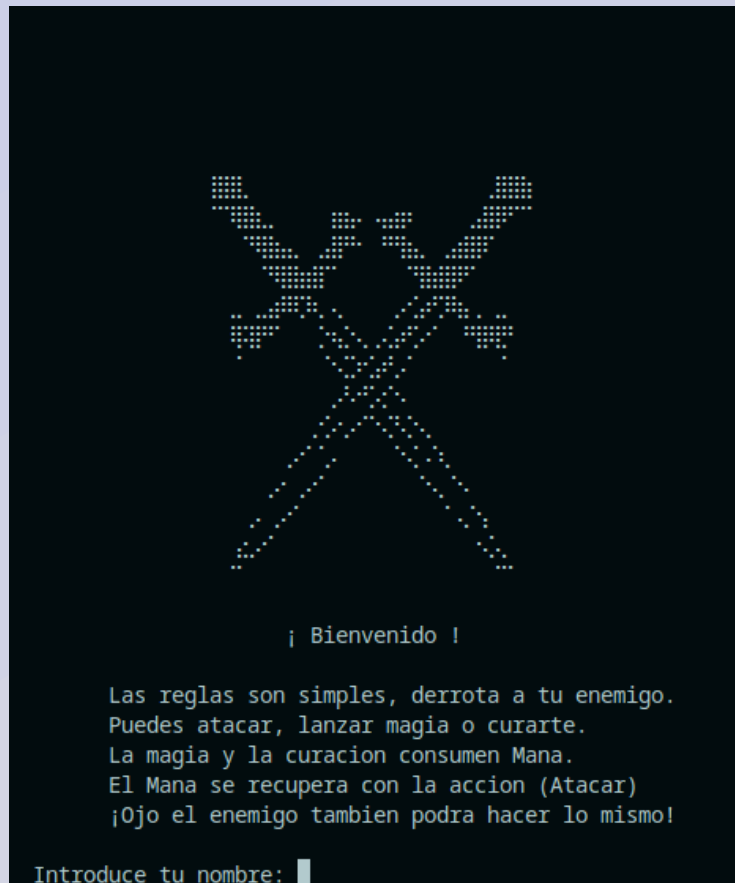 ¡ Bienvenido !
Las reglas son simples, derrota a tu enemigo.
Puedes atacar, lanzar magia o curarte.
La magia y la curacion consumen Mana.
El Mana se recupera con la accion (Atacar)
¡Ojo el enemigo tambien podra hacer lo mismo!
Introduce tu nombre: